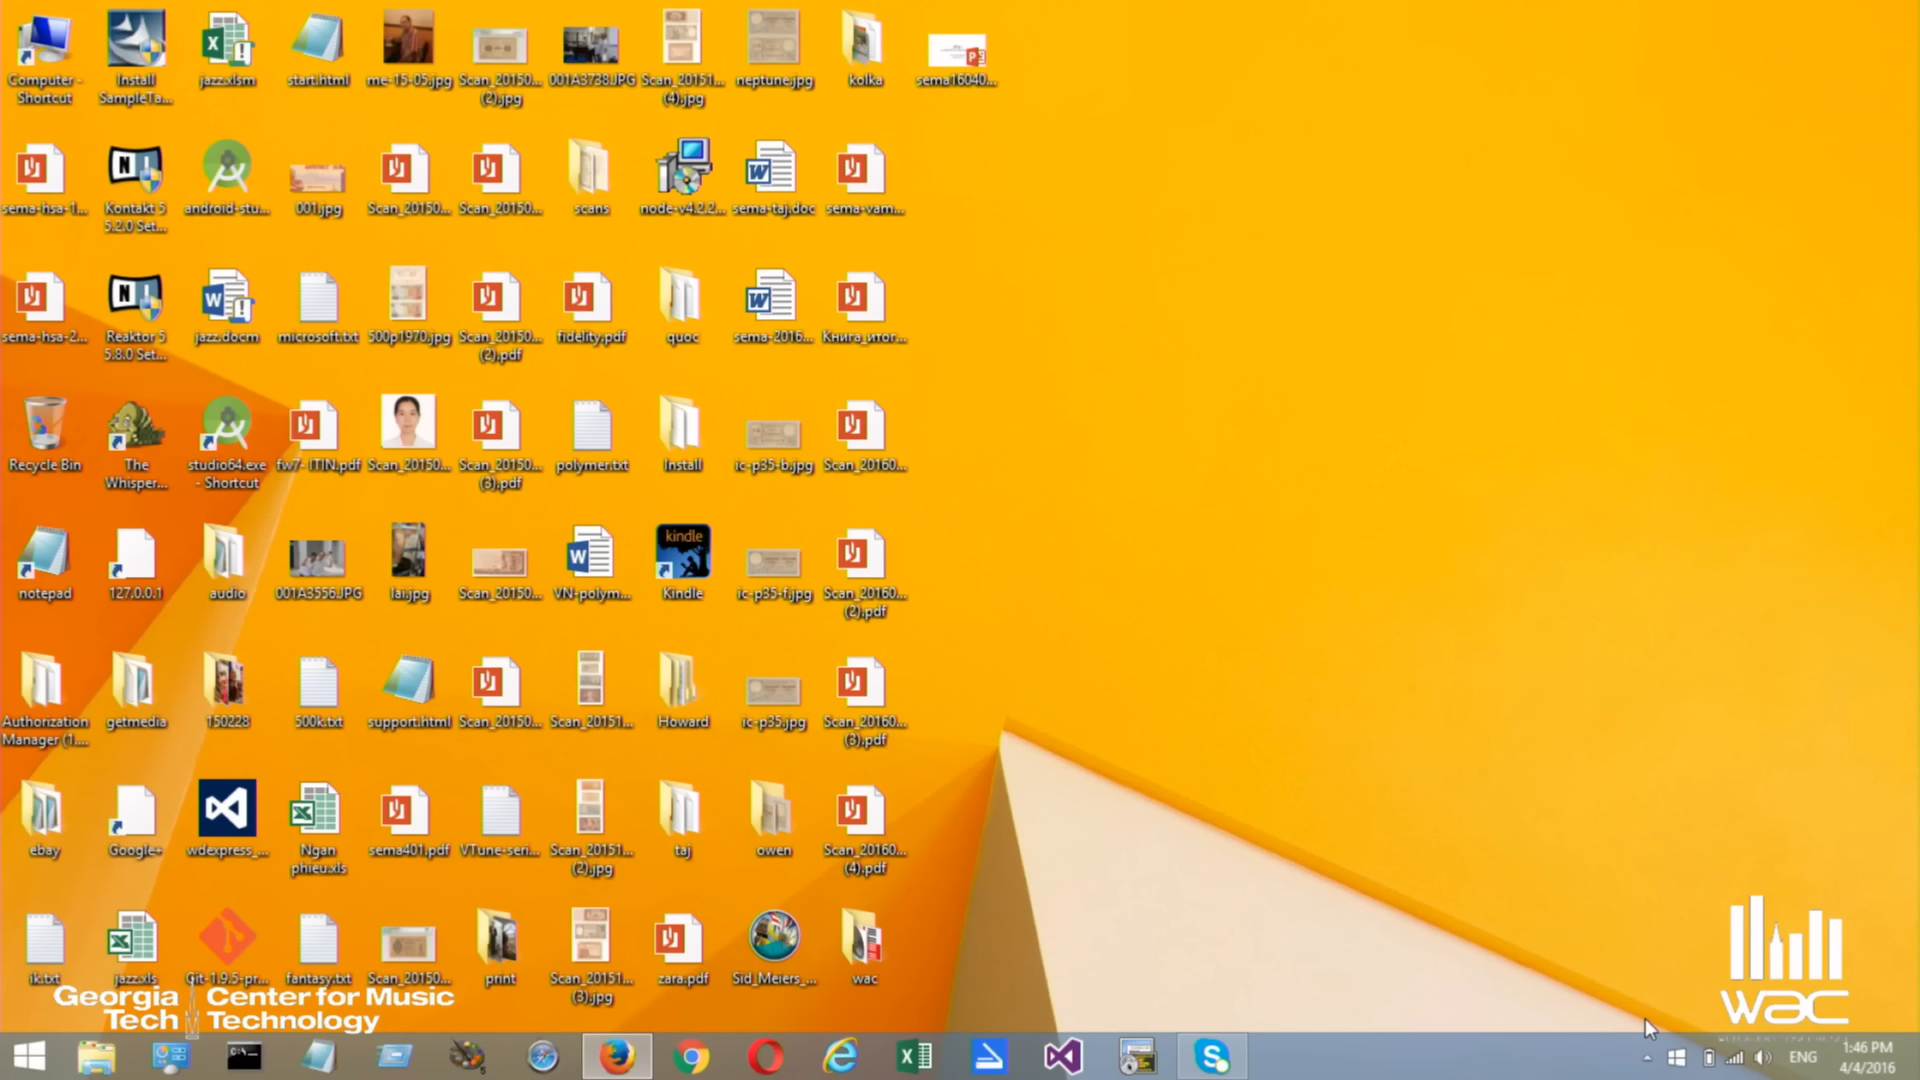 Computer - Shortcut
Install SampleTa...
jazz.xlsm
start.html
me-15-05.jpg
Scan_20150... (2).jpg
001A3738.JPG
Scan_20151... (4).jpg
neptune.jpg
kolka
sema16040...
sema-hsa-1...
Kontakt 5 5.2.0 Set...
android-stu...
001.jpg
Scan_20150...
Scan_20150...
scans
node-v4.2.2...
sema-taj.doc
sema-vam...
sema-hsa-2...
Reaktor 5 5.8.0 Set...
jazz.docm
microsoft.txt
500p1970.jpg
Scan_20150... (2).pdf
fidelity.pdf
quoc
sema-2016...
Книга_итог...
Recycle Bin
The Whisper...
studio64.exe - Shortcut
fw7- ITIN.pdf
Scan_20150...
Scan_20150... (3).pdf
polymer.txt
Install
ic-p35-b.jpg
Scan_20160...
notepad
127.0.0.1
audio
001A3556.JPG
lai.jpg
Scan_20150...
VN-polym...
kindle
Kindle
ic-p35-f.jpg
Scan_20160... (2).pdf
Authorization Manager (1....
getmedia
150228
500k.txt
support.html
Scan_20150...
Scan_20151...
Howard
ic-p35.jpg
Scan_20160... (3).pdf
ebay
Google+
wdexpress_...
Ngan phieu.xls
sema401.pdf
VTune-seri...
Scan_20151... (2).jpg
taj
owen
Scan_20160... (4).pdf
ik.txt
jazz.xls
Git-1.9.5-pr...
fantasy.txt
Scan_20150...
print
Scan_20151... (3).jpg
zara.pdf
Sid_Meiers_...
wac
Georgia Tech
Center for Music Technology
wac
ENG
1:46 PM
4/4/2016